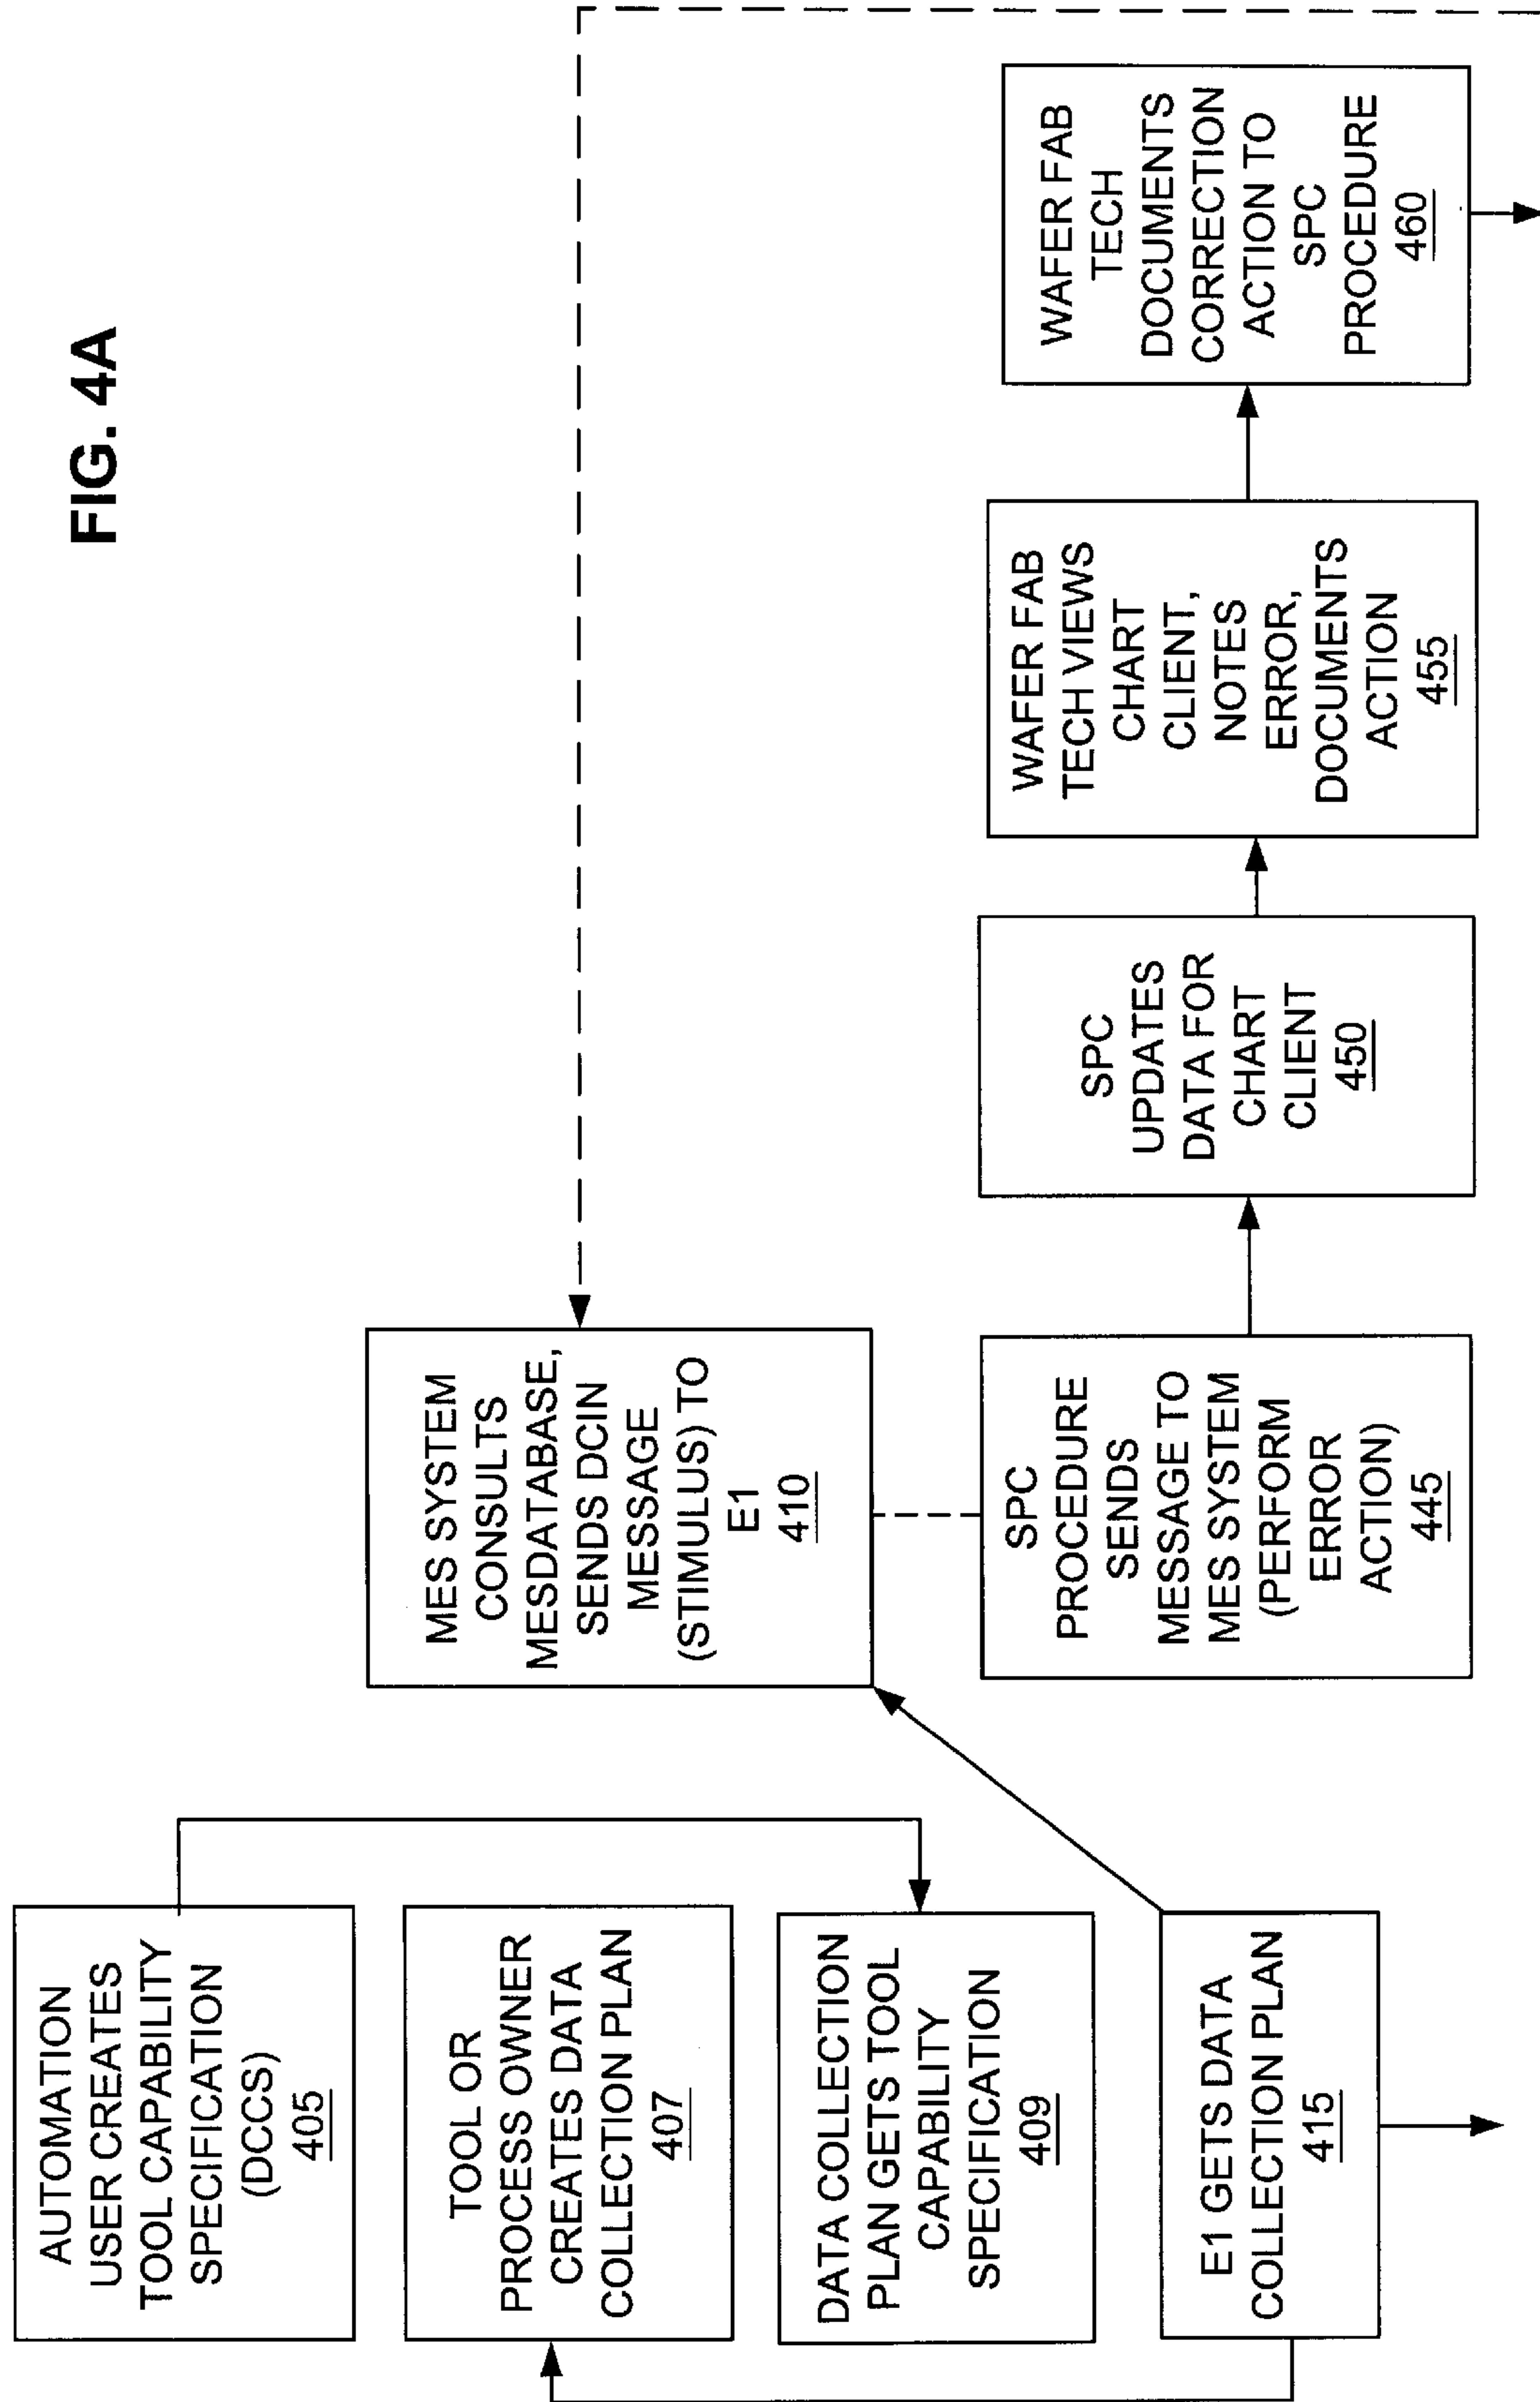 FIG. 4A
AUTOMATION
USER CREATES
TOOL CAPABILITY
SPECIFICATION
(DCCS)
405
TOOL OR
PROCESS OWNER
CREATES DATA
COLLECTION PLAN
407
DATA COLLECTION
PLAN GETS TOOL
CAPABILITY
SPECIFICATION
409
E1 GETS DATA
COLLECTION PLAN
415
MES SYSTEM
CONSULTS
MESDATABASE,
SENDS DCIN
MESSAGE
(STIMULUS) TO
E1
410
SPC
PROCEDURE
SENDS
MESSAGE TO
MES SYSTEM
(PERFORM
ERROR
ACTION)
445
SPC
UPDATES
DATA FOR
CHART
CLIENT
450
WAFER FAB
TECH VIEWS
CHART
CLIENT,
NOTES
ERROR,
DOCUMENTS
ACTION
455
WAFER FAB
TECH
DOCUMENTS
CORRECTION
ACTION TO
SPC
PROCEDURE
460